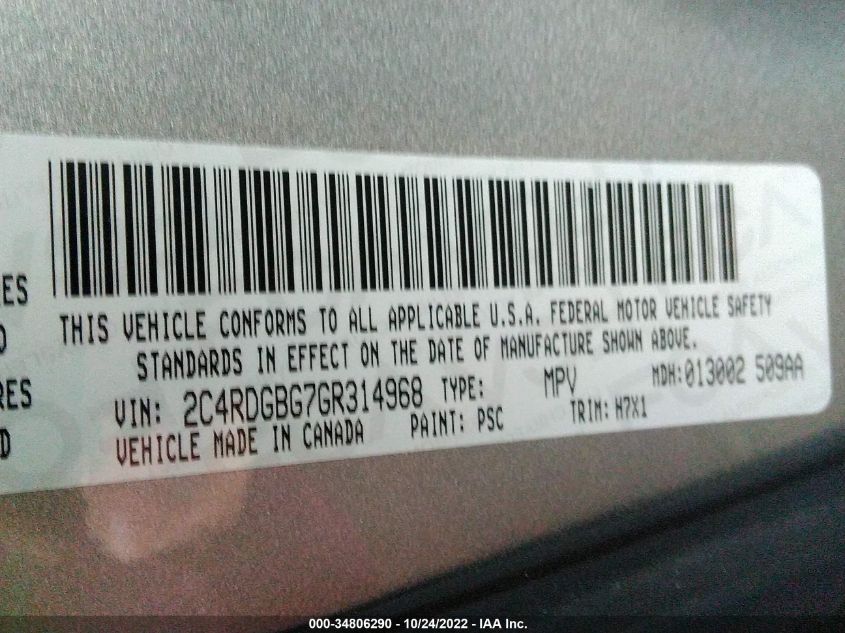 ES
THIS VEHICLE CONFORMS TO ALL APPLICABLE U.S.A. FEDERAL MOTOR VEHICLE SAFETY
STANDARDS IN EFFECT ON THE DATE OF MANUFACTURE SHOWN ABOVE.
RES
VIN: 2C4RDGBG7GR314968 TYPE: MPV MDH:013002 509AA
D
VEHICLE MADE IN CANADA PAINT: PSC TRIM: H7X1
000-34806290 - 10/24/2022 - IAA Inc.